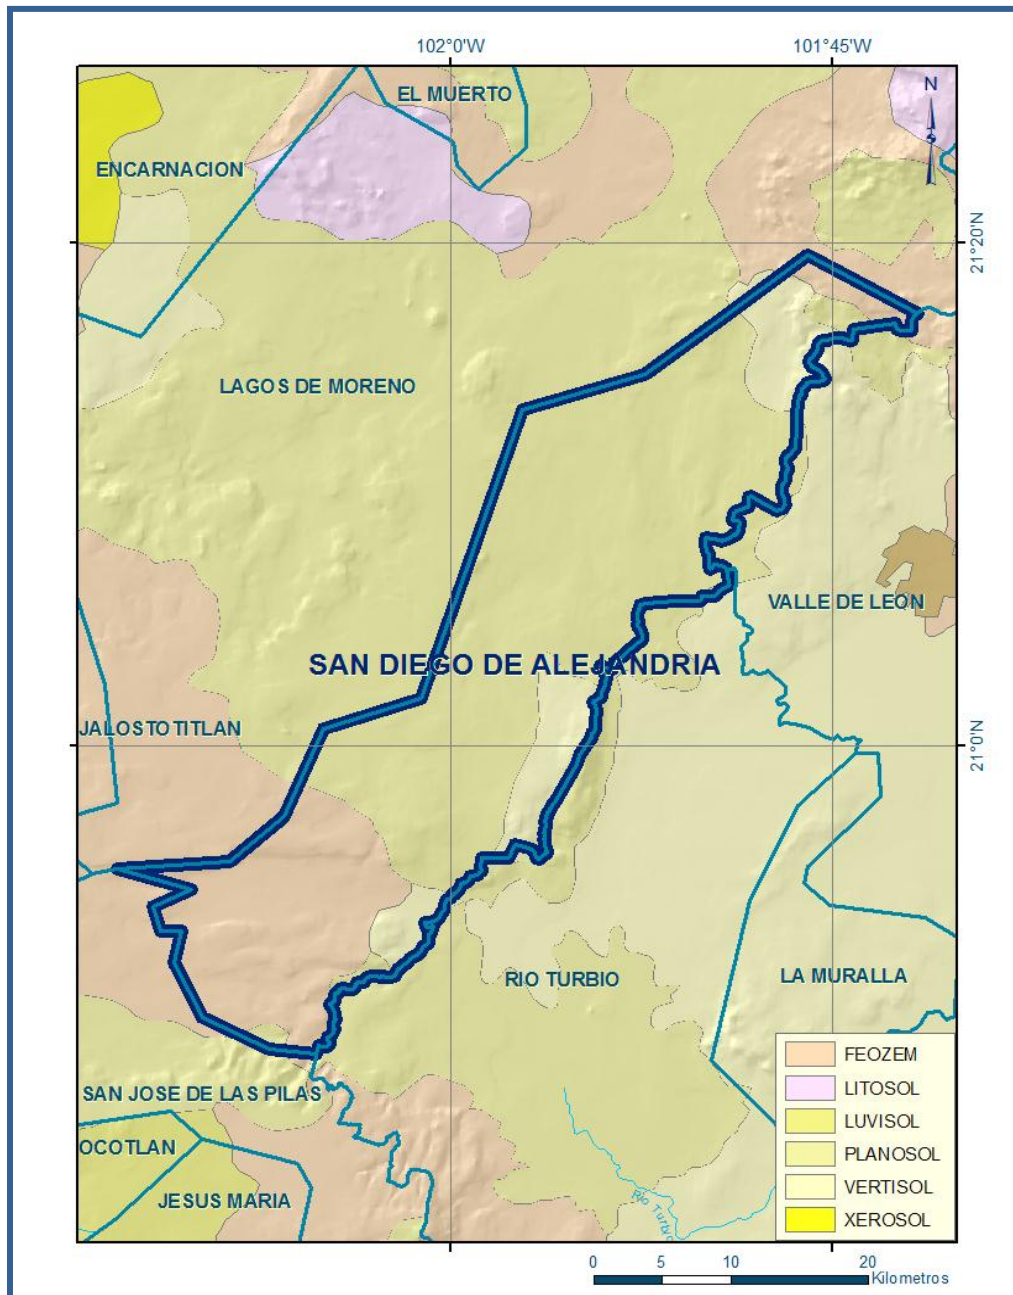 102°0'W
101°45'W
EL MUERTO
N
ENCARNACION
21°20'N
LAGOS DE MORENO
VALLE DE LEON
SAN DIEGO DE ALEJANDRIA
JALOSTOTITLAN
21°0'N
RIO TURBIO
LA MURALLA
SAN JOSE DE LAS PILAS
OCOTLAN
JESUS MARIA
Rio Turbio
FEOZEM
LITOSOL
LUVISOL
PLANOSOL
VERTISOL
XEROSOL
0 5 10 20
Kilometros